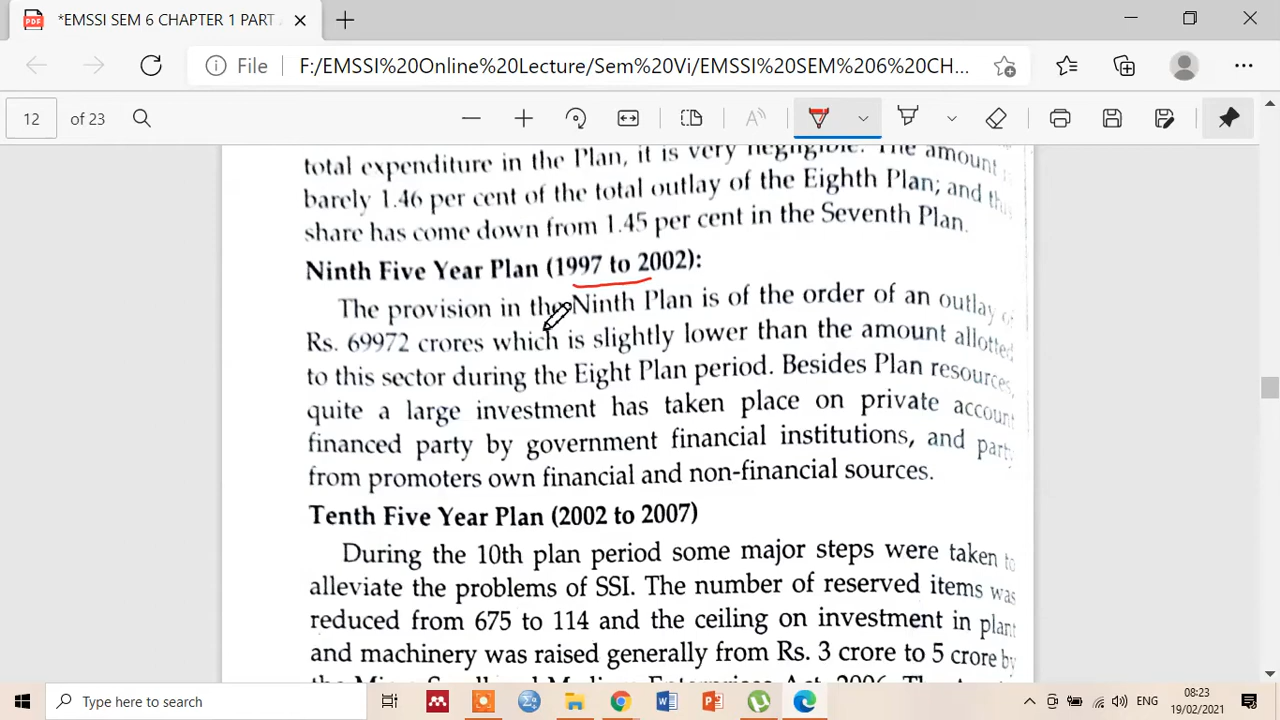 *EMSSI SEM 6 CHAPTER 1 PART
File F:/EMSSI%20Online%20Lecture/Sem%20Vi/EMSSI%20SEM%206%20CH...
12 of 23
total expenditure in the Plan, it is very negligible. The amount
barely 1.46 per cent of the total outlay of the Eighth Plan; and this
share has come down from 1.45 per cent in the Seventh Plan.
Ninth Five Year Plan (1997 to 2002):
The provision in the Ninth Plan is of the order of an outlay of
Rs. 69972 crores which is slightly lower than the amount allotted
to this sector during the Eight Plan period. Besides Plan resources,
quite a large investment has taken place on private account
financed party by government financial institutions, and party
from promoters own financial and non-financial sources.
Tenth Five Year Plan (2002 to 2007)
During the 10th plan period some major steps were taken to
alleviate the problems of SSI. The number of reserved items was
reduced from 675 to 114 and the ceiling on investment in plant
and machinery was raised generally from Rs. 3 crore to 5 crore by
Type here to search
ENG
08:23
19/02/2021